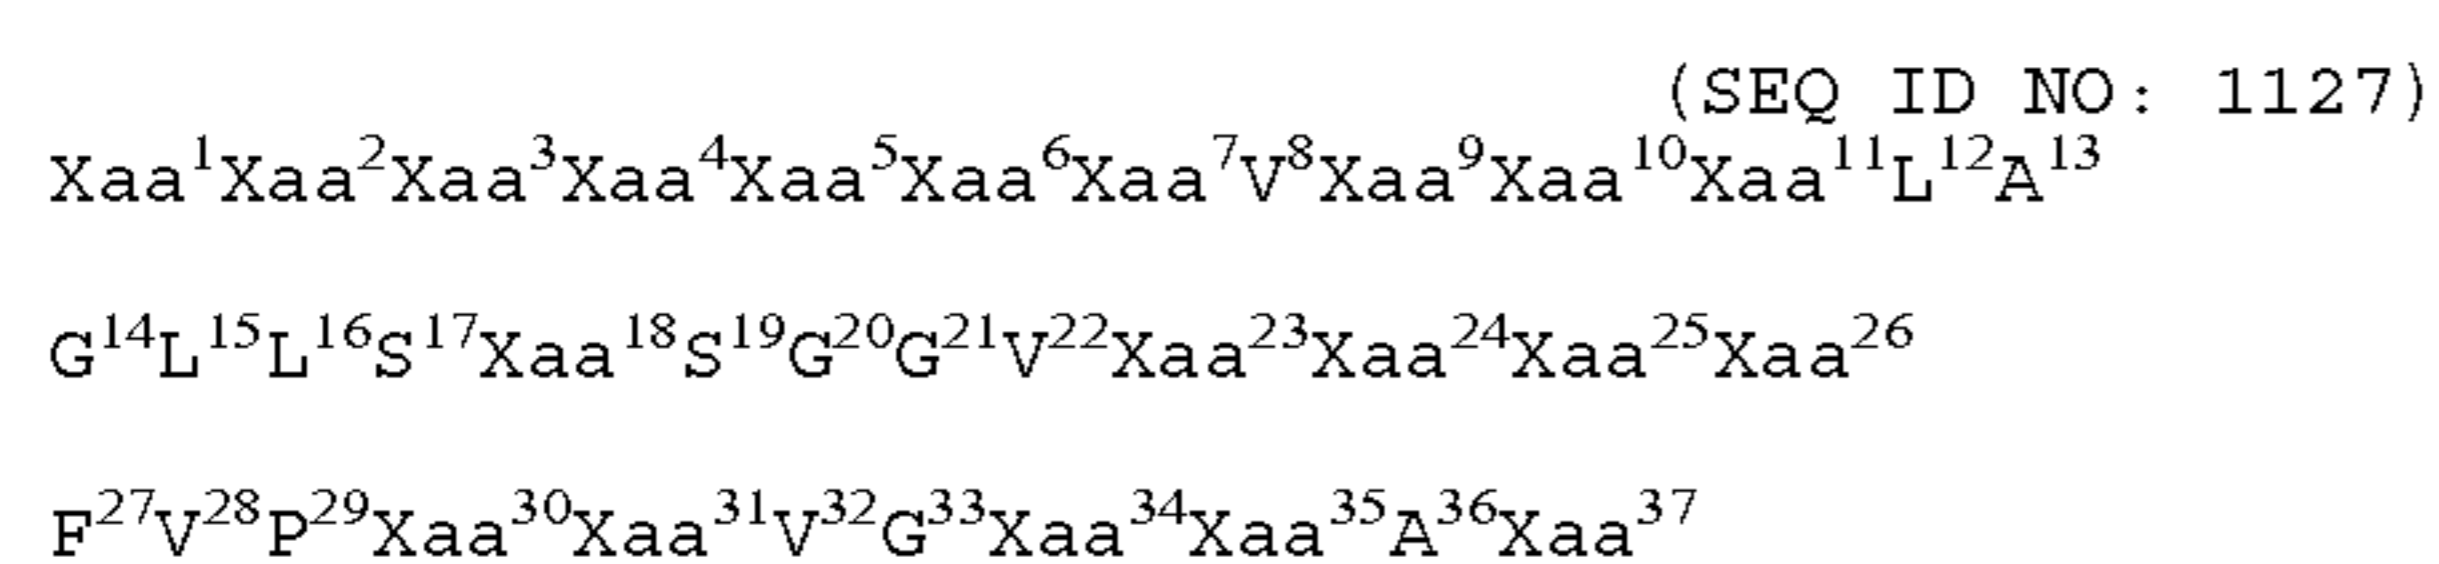 (SEQ ID NO: 1127)
Xaa¹Xaa²Xaa³Xaa⁴Xaa⁵Xaa⁶Xaa⁷V⁸Xaa⁹Xaa¹⁰Xaa¹¹L¹²A¹³
G¹⁴L¹⁵L¹⁶S¹⁷Xaa¹⁸S¹⁹G²⁰G²¹V²²Xaa²³Xaa²⁴Xaa²⁵Xaa²⁶
F²⁷V²⁸P²⁹Xaa³⁰Xaa³¹V³²G³³Xaa³⁴Xaa³⁵A³⁶Xaa³⁷